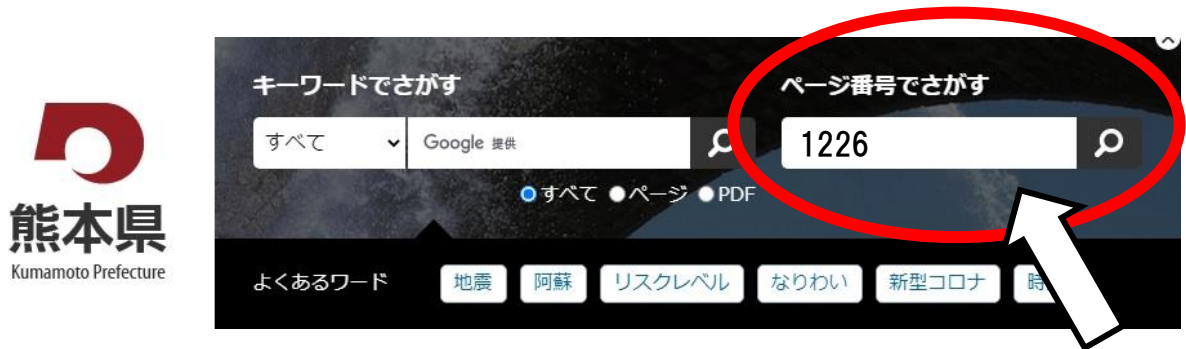 熊本県
Kumamoto Prefecture
キーワードでさがす
すべて
Google 提供
すべて ページ PDF
ページ番号でさがす
1226
よくあるワード 地震 阿蘇 リスクレベル なりわい 新型コロナ 時